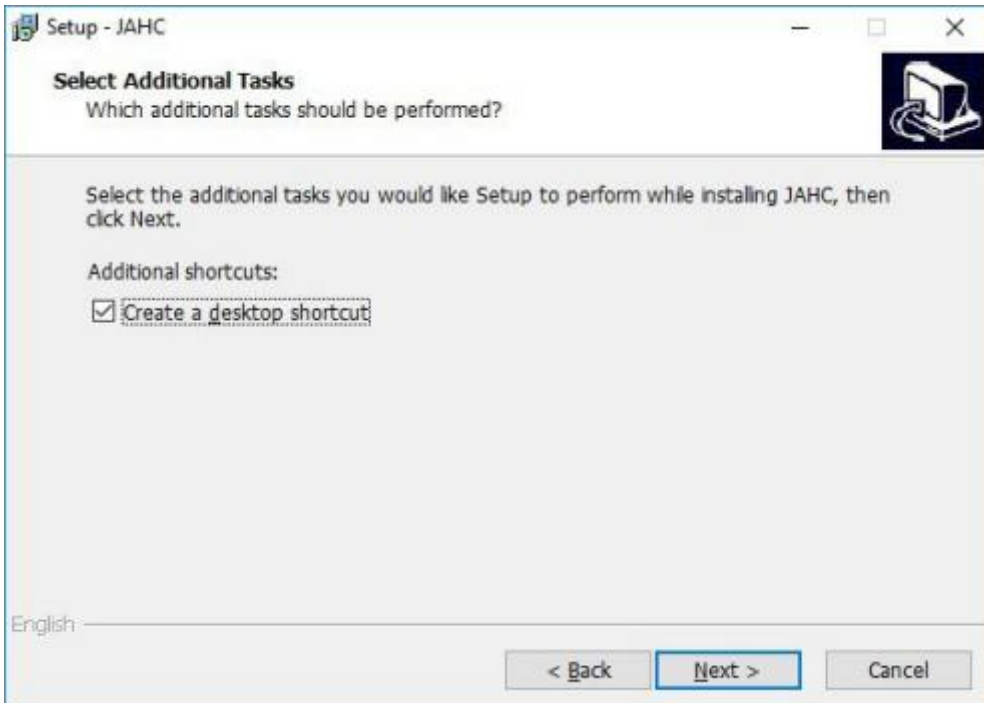 Setup - JAHC
Select Additional Tasks
Which additional tasks should be performed?
Select the additional tasks you would like Setup to perform while installing JAHC, then
click Next.
Additional shortcuts:
Create a desktop shortcut
English
< Back
Next >
Cancel